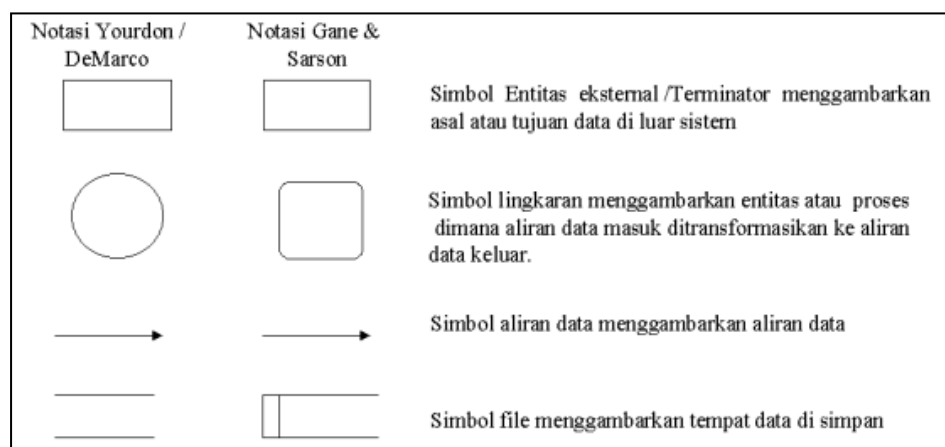 Notasi Yourdon /
DeMarco
Notasi Gane &
Sarson
Simbol Entitas eksternal /Terminator menggambarkan
asal atau tujuan data di luar sistem
Simbol lingkaran menggambarkan entitas atau proses
dimana aliran data masuk ditransformasikan ke aliran
data keluar.
Simbol aliran data menggambarkan aliran data
Simbol file menggambarkan tempat data di simpan